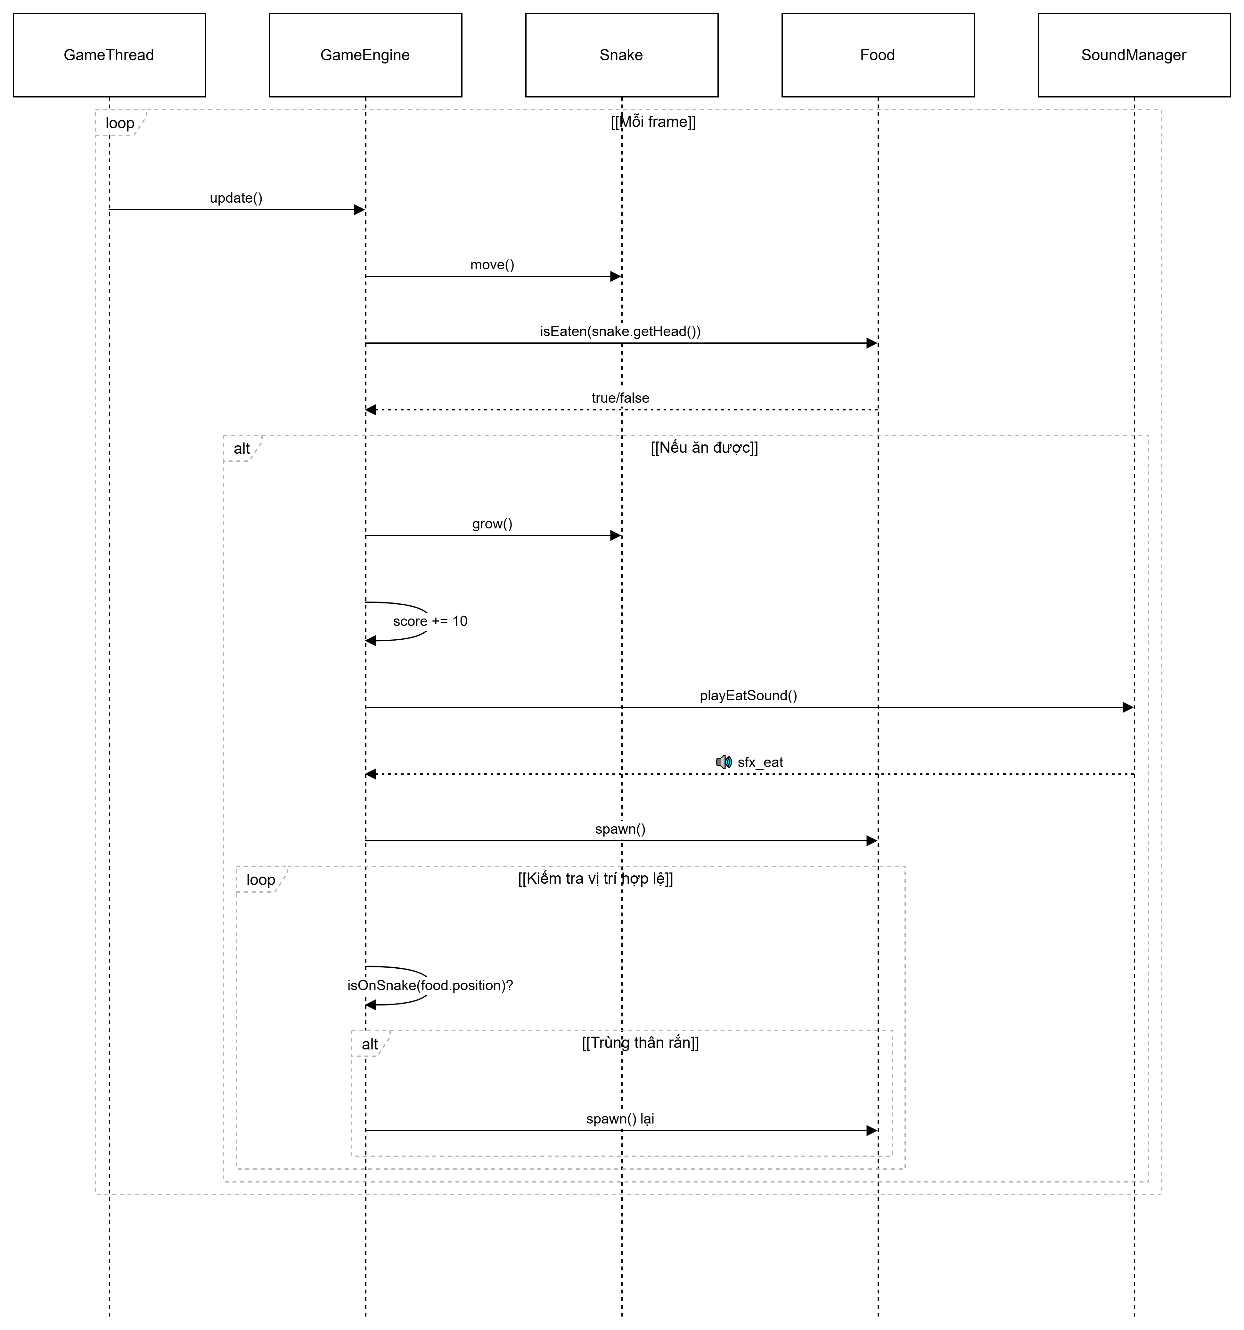 GameThread
GameEngine
Snake
Food
SoundManager
loop
[[Mỗi frame]]
update()
move()
isEaten(snake.getHead())
true/false
alt
[[Nếu ăn được]]
grow()
score += 10
playEatSound()
🔊 sfx_eat
spawn()
loop
[[Kiểm tra vị trí hợp lệ]]
isOnSnake(food.position)?
alt
[[Trùng thân rắn]]
spawn() lại